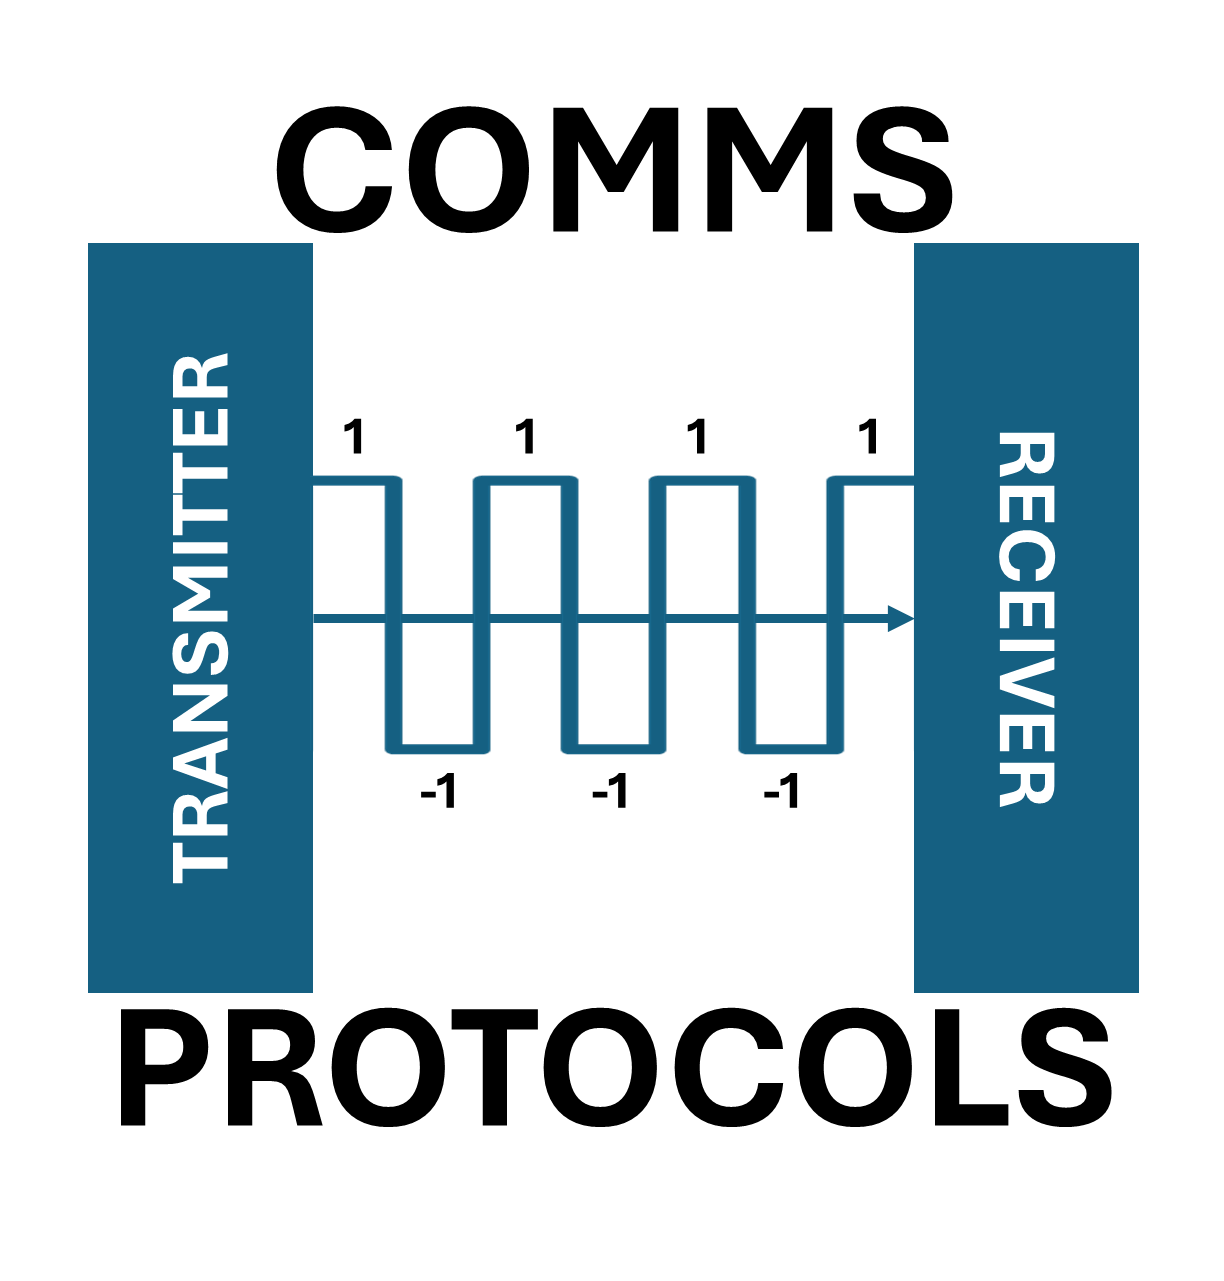 COMMS
TRANSMITTER
1 1 1 1
-1 -1 -1
RECEIVER
PROTOCOLS